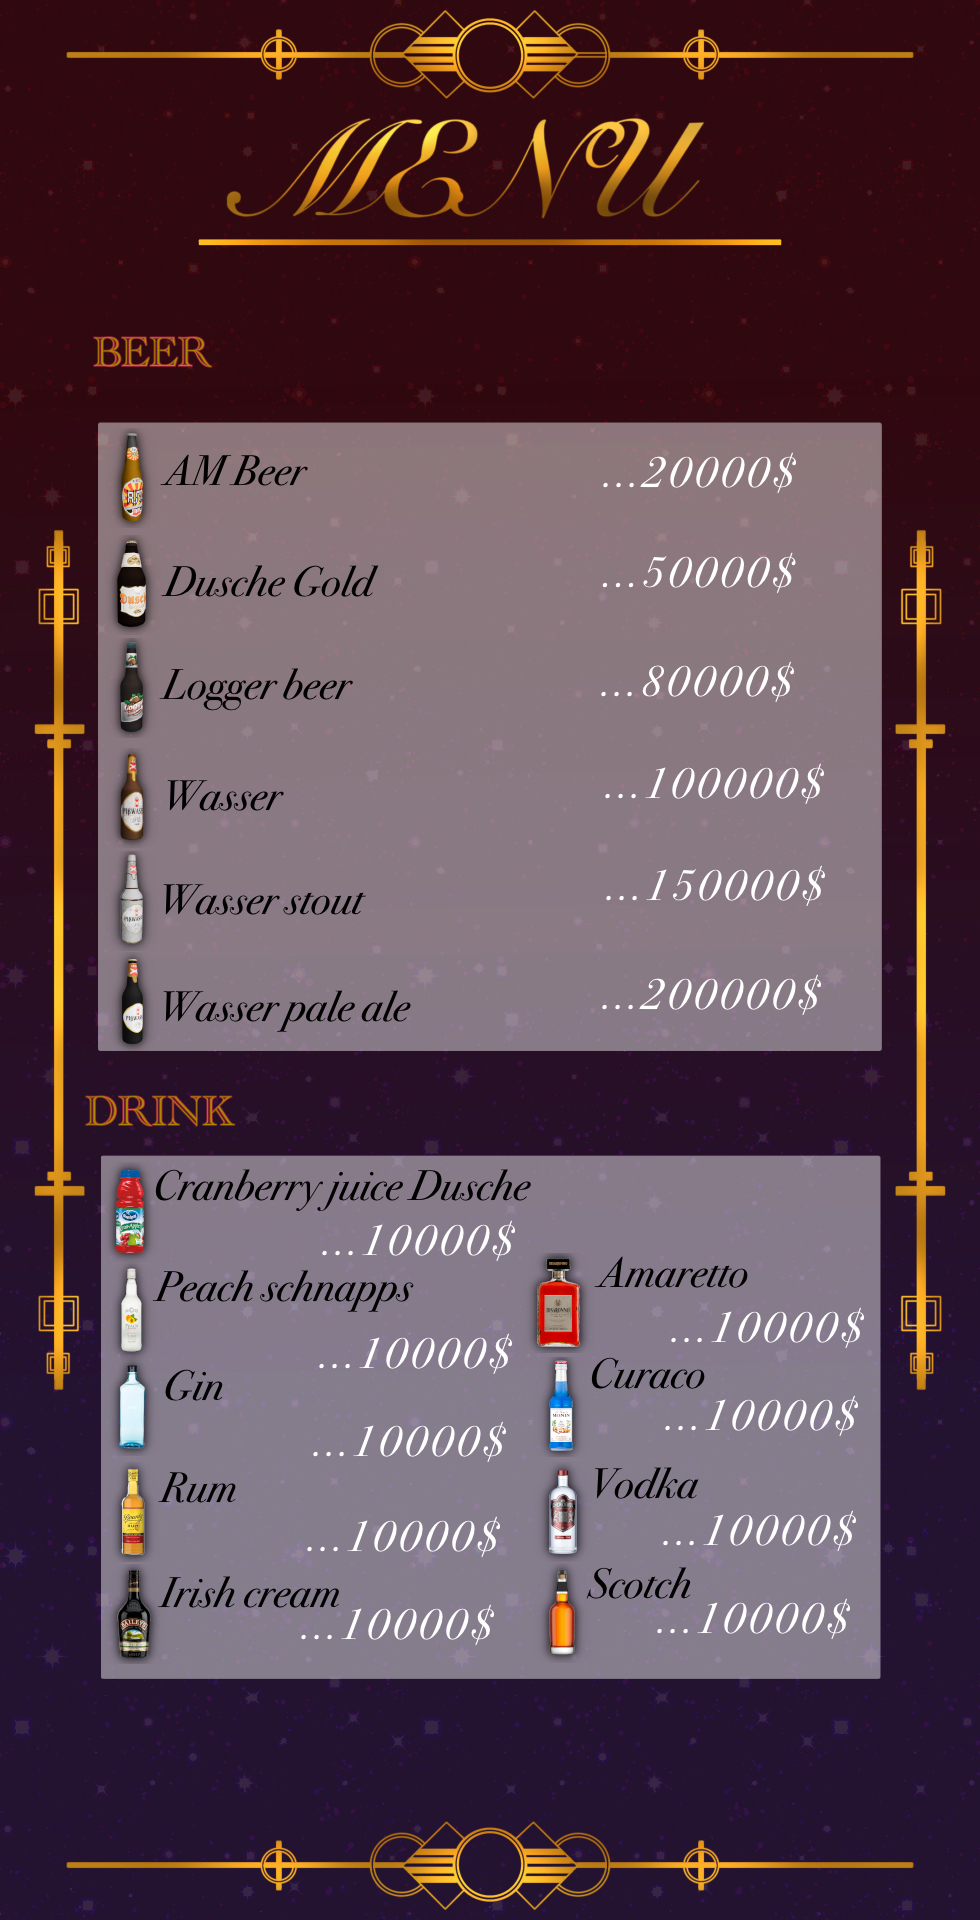 MENU
BEER
AM Beer ...20000$
Dusche Gold ...50000$
Logger beer ...80000$
Wasser ...100000$
Wasser stout ...150000$
Wasser pale ale ...200000$
DRINK
Cranberry juice Dusche
...10000$
Peach schnapps
...10000$
Gin
...10000$
Rum
...10000$
Irish cream
...10000$
Amaretto
...10000$
Curaco
...10000$
Vodka
...10000$
Scotch
...10000$